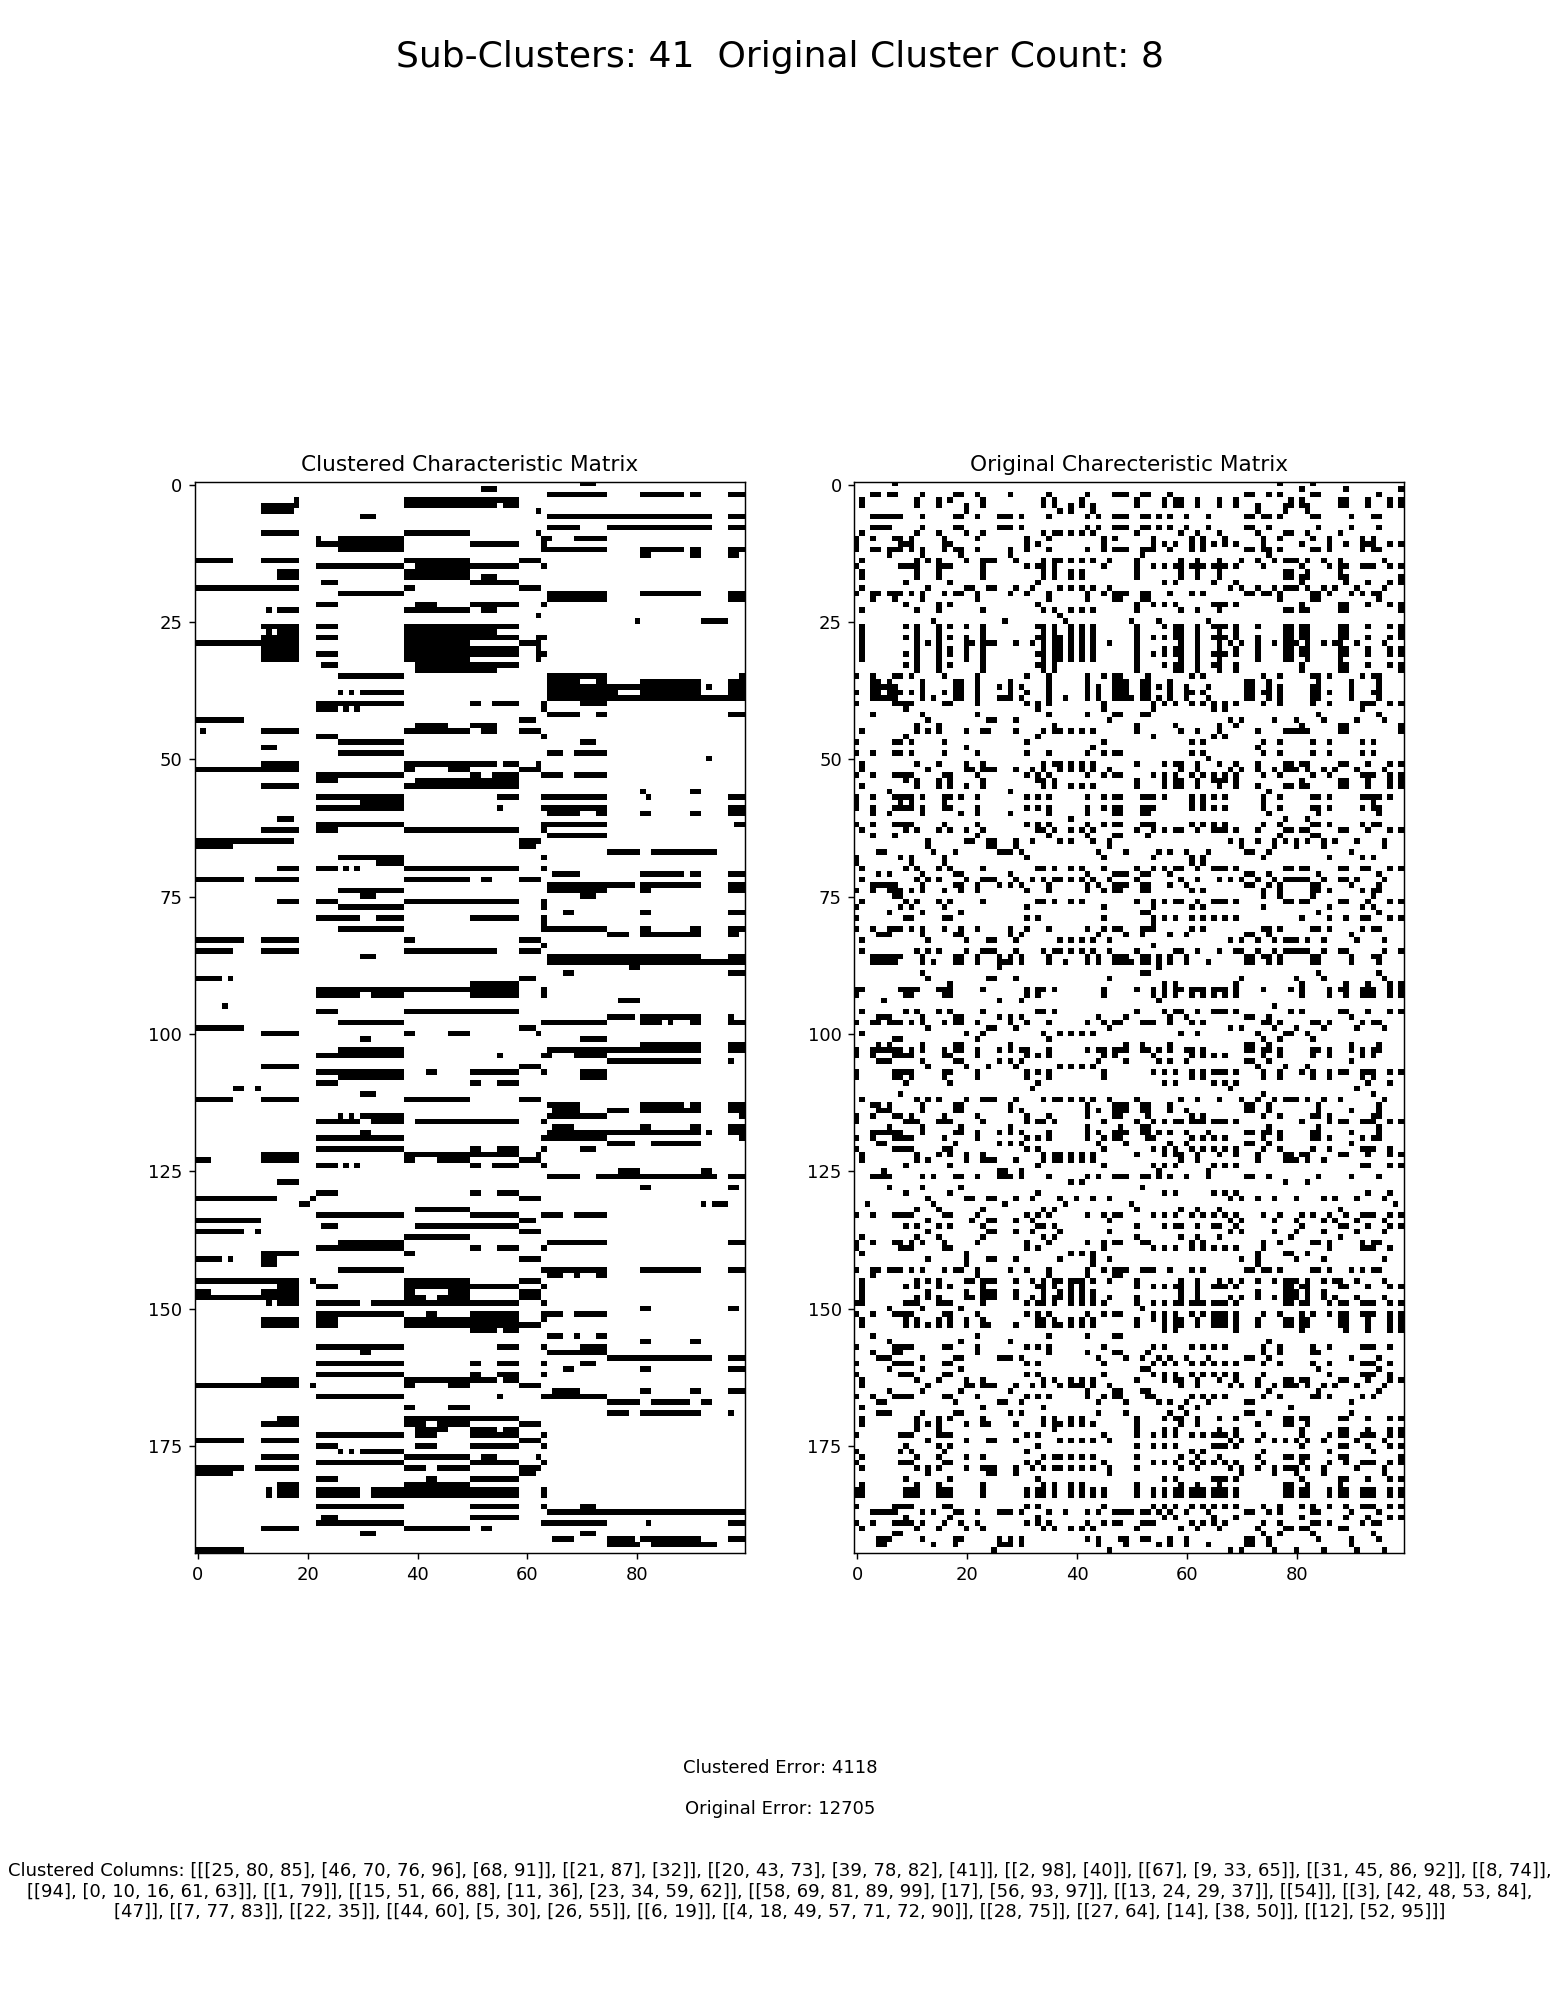 Sub-Clusters: 41  Original Cluster Count: 8
Clustered Characteristic Matrix
0
25
50
75
100
125
150
175
0 20 40 60 80
Original Charecteristic Matrix
0
25
50
75
100
125
150
175
0 20 40 60 80
Clustered Error: 4118
Original Error: 12705
Clustered Columns: [[[25, 80, 85], [46, 70, 76, 96], [68, 91]], [[21, 87], [32]], [[20, 43, 73], [39, 78, 82], [41]], [[2, 98], [40]], [[67], [9, 33, 65]], [[31, 45, 86, 92]], [[8, 74]],
[[94], [0, 10, 16, 61, 63]], [[1, 79]], [[15, 51, 66, 88], [11, 36], [23, 34, 59, 62]], [[58, 69, 81, 89, 99], [17], [56, 93, 97]], [[13, 24, 29, 37]], [[54]], [[3], [42, 48, 53, 84],
[47]], [[7, 77, 83]], [[22, 35]], [[44, 60], [5, 30], [26, 55]], [[6, 19]], [[4, 18, 49, 57, 71, 72, 90]], [[28, 75]], [[27, 64], [14], [38, 50]], [[12], [52, 95]]]